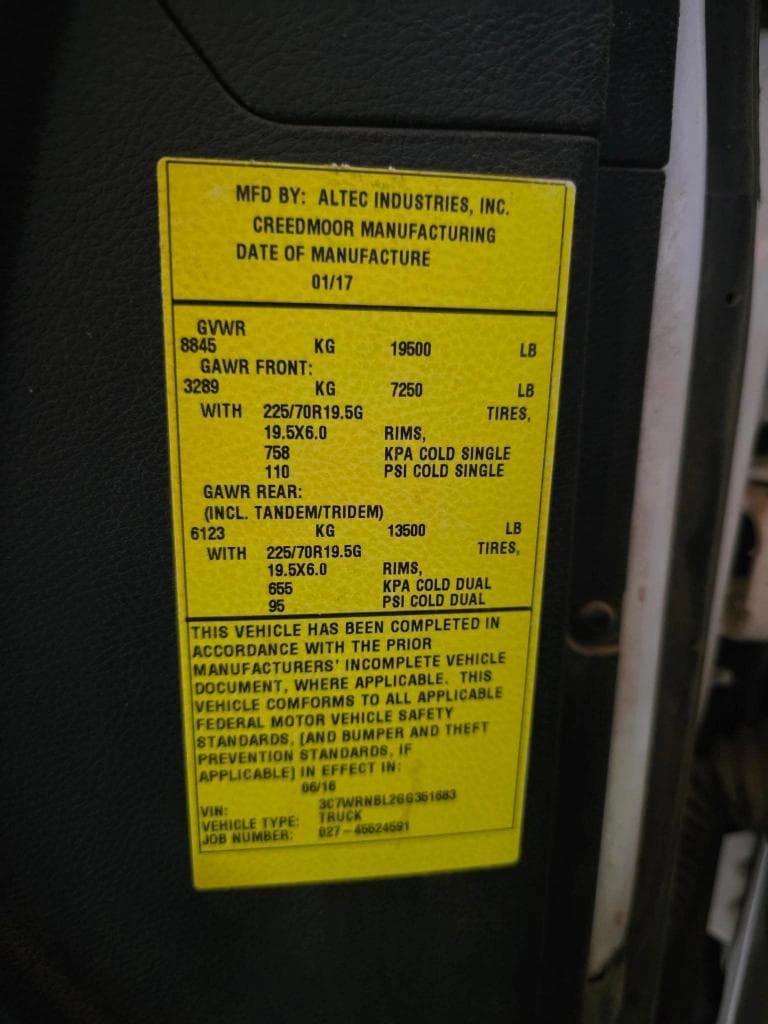 MFD BY: ALTEC INDUSTRIES, INC.
CREEDMOOR MANUFACTURING
DATE OF MANUFACTURE
01/17
GVWR
8845 KG 19500 LB
GAWR FRONT:
3289 KG 7250 LB
WITH 225/70R19.5G TIRES,
19.5X6.0 RIMS,
758 KPA COLD SINGLE
110 PSI COLD SINGLE
GAWR REAR:
(INCL. TANDEM/TRIDEM)
6123 KG 13500 LB
WITH 225/70R19.5G TIRES,
19.5X6.0 RIMS,
655 KPA COLD DUAL
95 PSI COLD DUAL
THIS VEHICLE HAS BEEN COMPLETED IN
ACCORDANCE WITH THE PRIOR
MANUFACTURERS' INCOMPLETE VEHICLE
DOCUMENT, WHERE APPLICABLE. THIS
VEHICLE COMFORMS TO ALL APPLICABLE
FEDERAL MOTOR VEHICLE SAFETY
STANDARDS, [AND BUMPER AND THEFT
PREVENTION STANDARDS, IF
APPLICABLE] IN EFFECT IN:
06/16
VIN: 3C7WRNBL2GG351683
VEHICLE TYPE: TRUCK
JOB NUMBER: 027-45524591